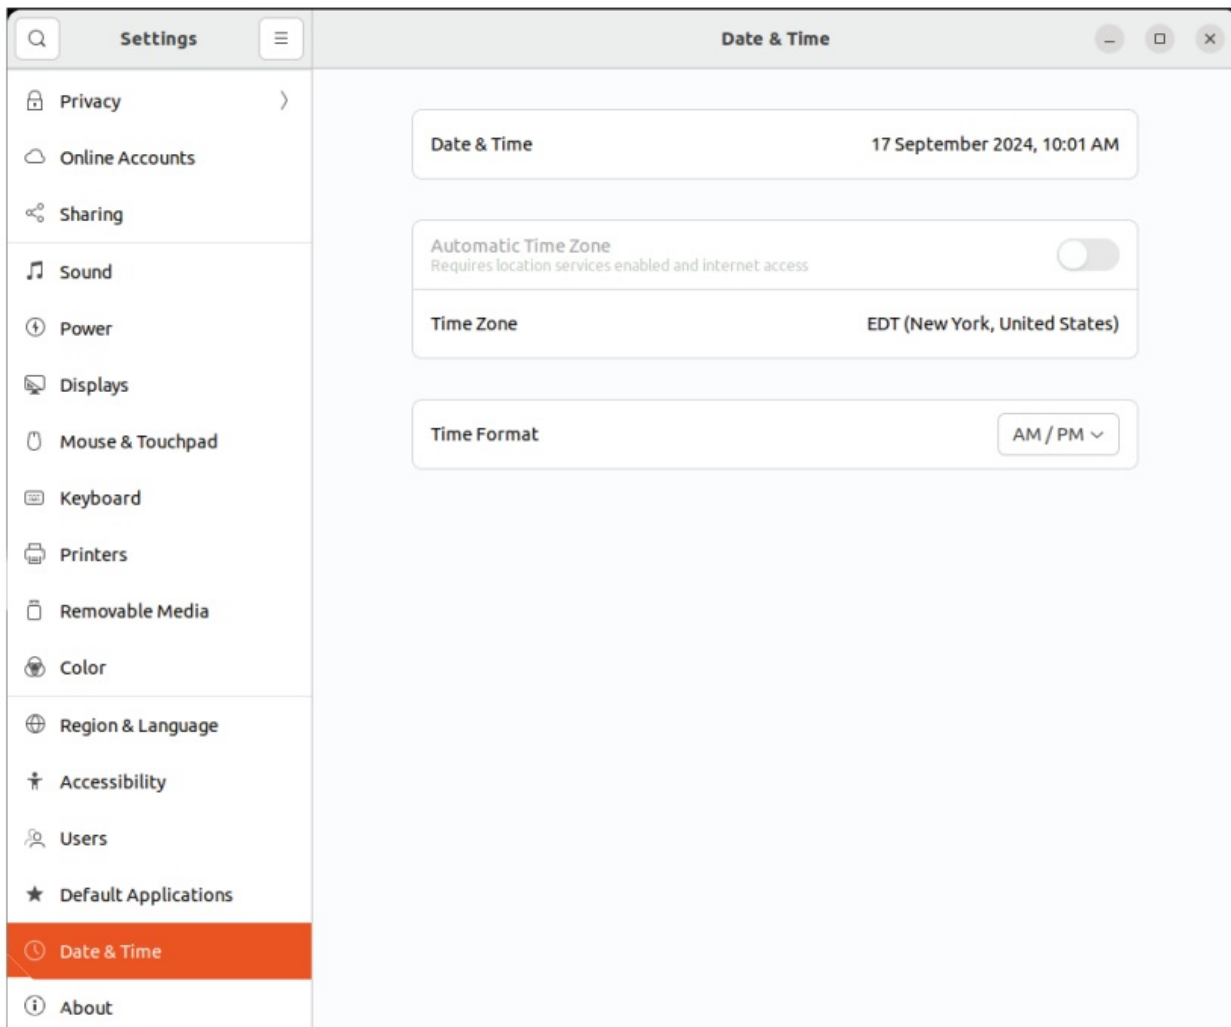 Settings
Date & Time
Privacy
Online Accounts
Sharing
Sound
Power
Displays
Mouse & Touchpad
Keyboard
Printers
Removable Media
Color
Region & Language
Accessibility
Users
Default Applications
Date & Time
About
Date & Time 17 September 2024, 10:01 AM
Automatic Time Zone
Requires location services enabled and internet access
Time Zone EDT (New York, United States)
Time Format AM / PM